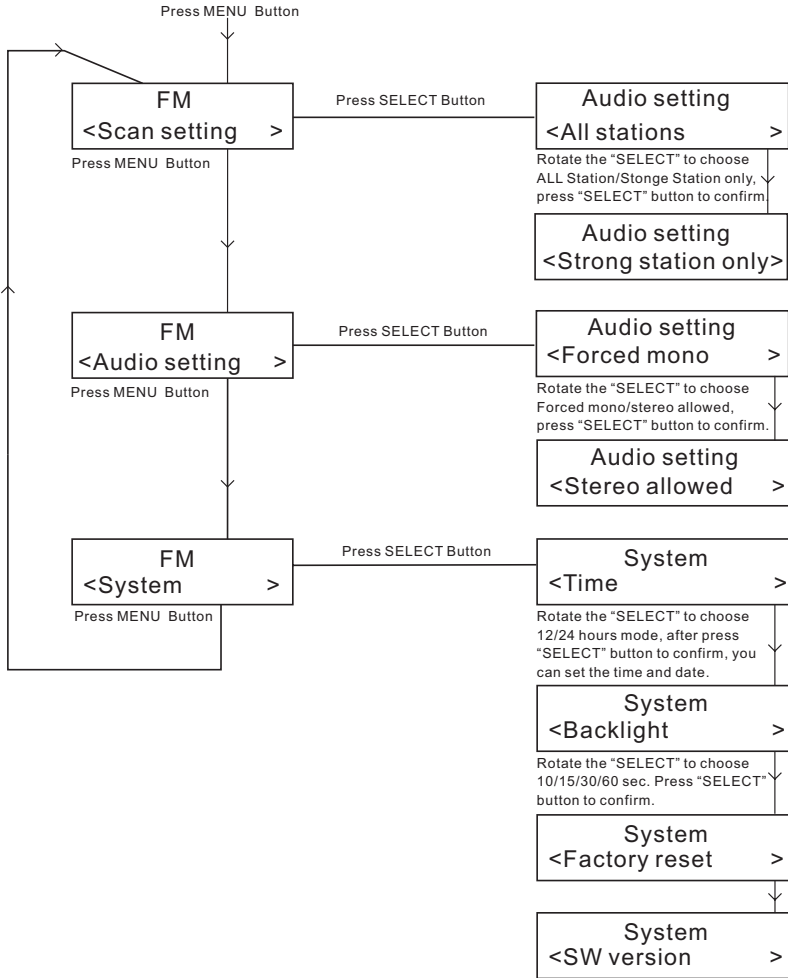 Press MENU Button
FM
<Scan setting >
Press SELECT Button
Audio setting
<All stations >
Press MENU Button
Rotate the “SELECT” to choose
ALL Station/Stonge Station only,
press “SELECT” button to confirm.
Audio setting
<Strong station only>
FM
<Audio setting >
Press SELECT Button
Audio setting
<Forced mono >
Press MENU Button
Rotate the “SELECT” to choose
Forced mono/stereo allowed,
press “SELECT” button to confirm.
Audio setting
<Stereo allowed >
FM
<System >
Press SELECT Button
System
<Time >
Press MENU Button
Rotate the “SELECT” to choose
12/24 hours mode, after press
“SELECT” button to confirm, you
can set the time and date.
System
<Backlight >
Rotate the “SELECT” to choose
10/15/30/60 sec. Press “SELECT”
button to confirm.
System
<Factory reset >
System
<SW version >